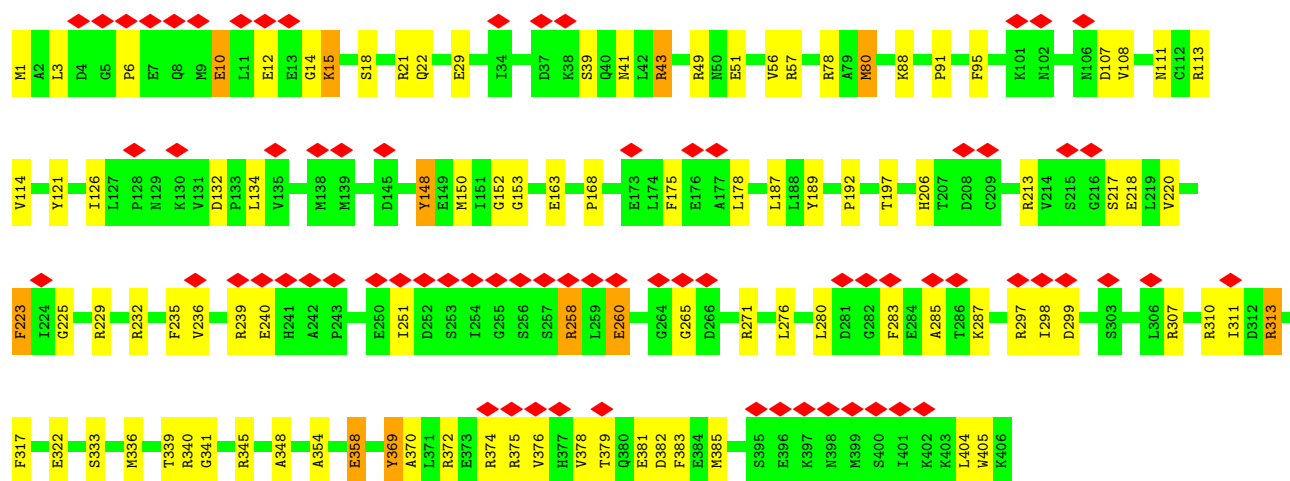 M1 A2 L3 D4 G5 P6 E7 Q8 M9 E10 L11 E12 E13 G14 K15 S18 R21 Q22 E29 I34 D37 K38 S39 Q40 N41 L42 R43 R49 N50 E51 V56 R57 R78 A79 M80 K88 P91 F95 K101 N102 N106 D107 V108 N111 C112 R113
V114 Y121 I126 L127 P128 N129 K130 V131 D132 P133 L134 V135 M138 M139 D145 Y148 E149 M150 I151 G152 G153 E163 P168 E173 L174 F175 E176 A177 L178 L187 L188 Y189 P192 T197 H206 T207 D208 C209 R213 V214 S215 G216 S217 E218 L219 V220
F223 I224 G225 R229 R232 F235 V236 R239 E240 H241 A242 P243 E250 I251 D252 S253 I254 G255 S256 S257 R258 L259 E260 G264 G265 D266 R271 L276 L280 D281 G282 F283 E284 A285 T286 K287 R297 I298 D299 S303 L306 R307 R310 I311 D312 R313
F317 E322 S333 M336 T339 R340 G341 R345 A348 A354 E358 Y369 A370 L371 R372 E373 R374 R375 V376 H377 V378 T379 Q380 E381 D382 F383 E384 M385 S395 E396 K397 N398 M399 S400 I401 K402 K403 L404 W405 K406